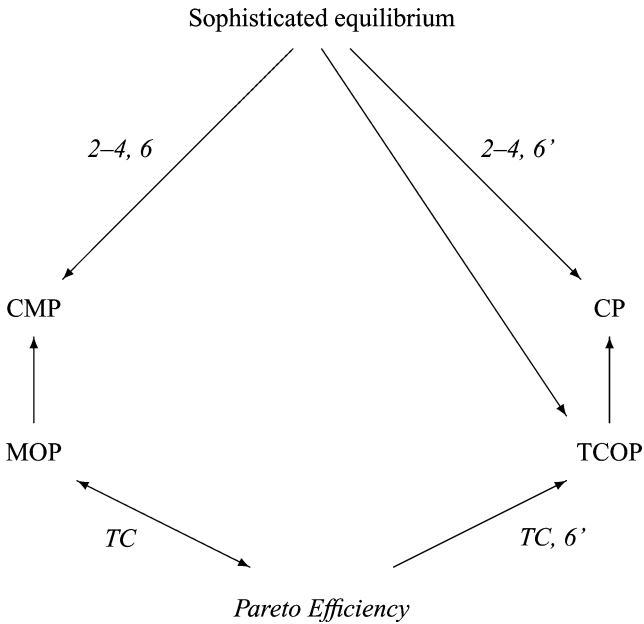 Sophisticated equilibrium
2–4, 6
2–4, 6’
CMP
CP
MOP
TCOP
TC
TC, 6’
Pareto Efficiency